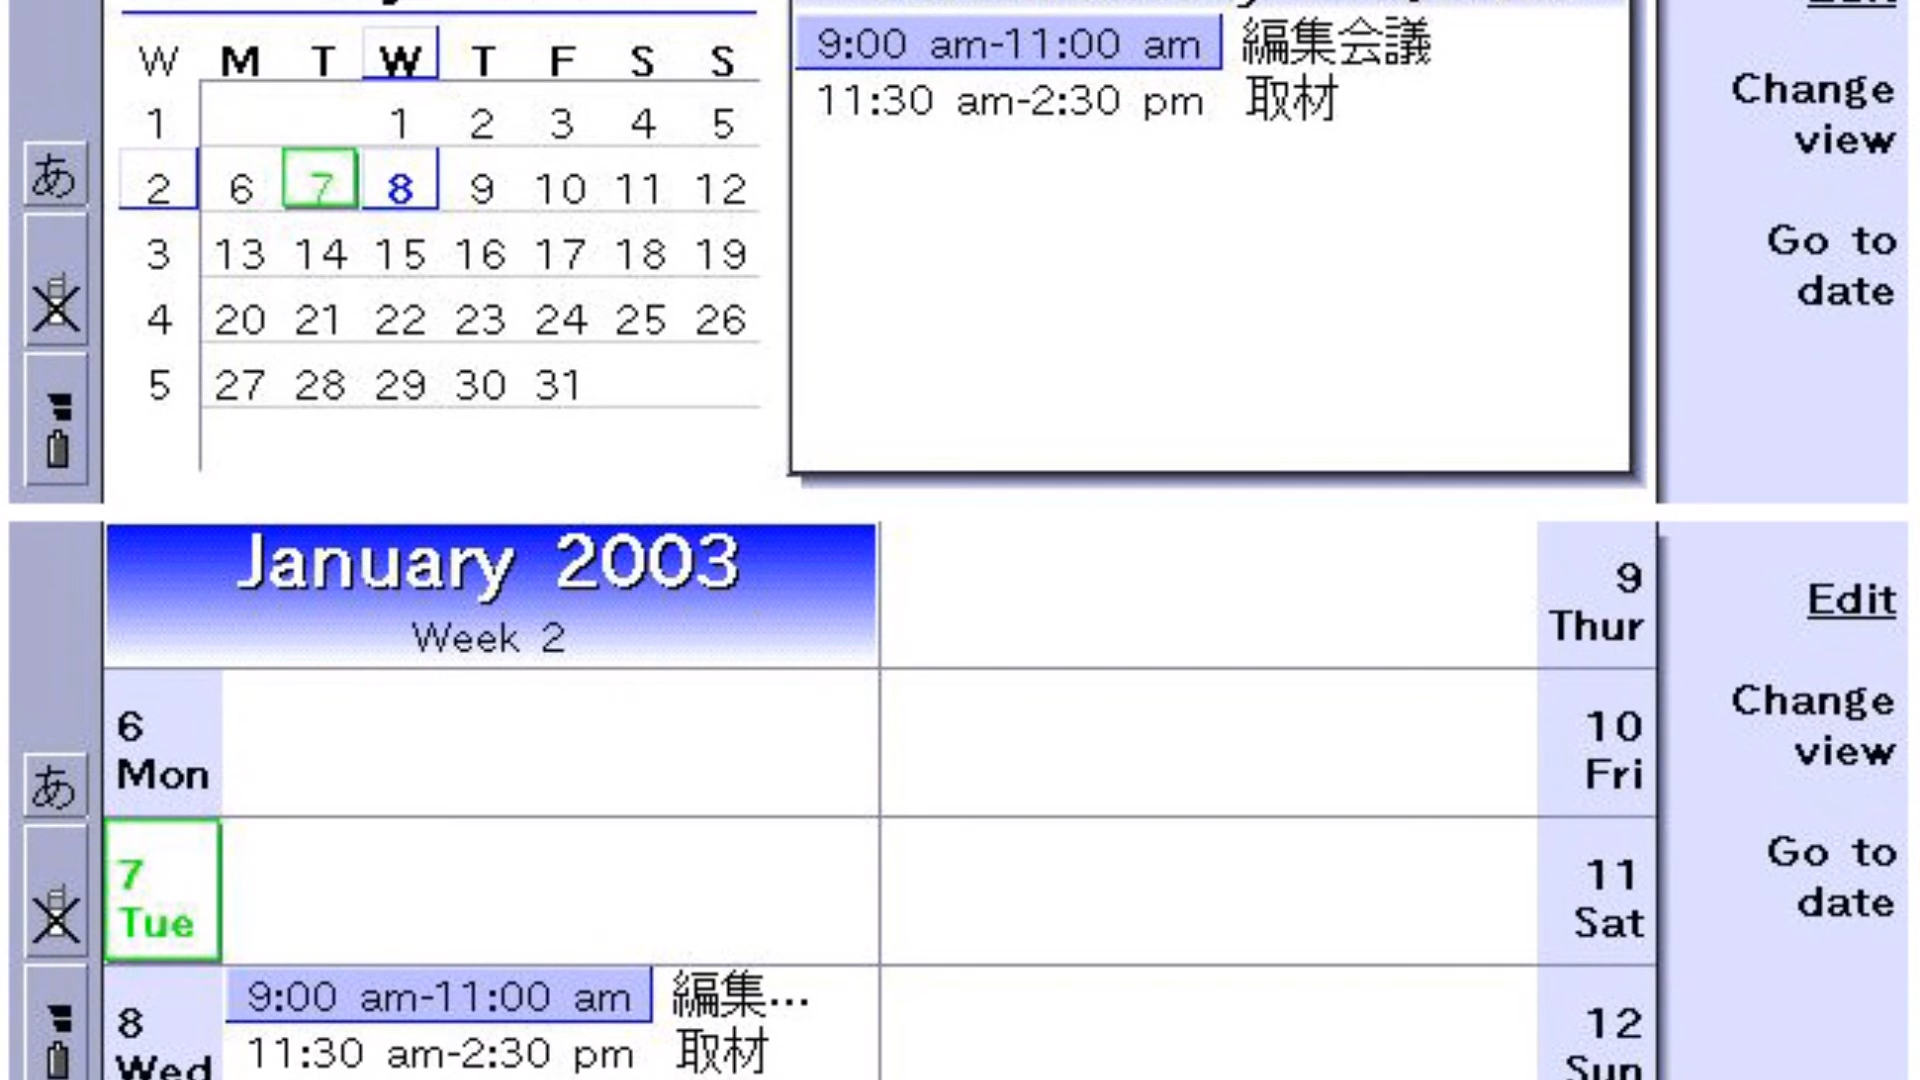 9:00 am-11:00 am 編集会議
11:30 am-2:30 pm 取材
W M T W T F S S
1 1 2 3 4 5
2 6 7 8 9 10 11 12
3 13 14 15 16 17 18 19
4 20 21 22 23 24 25 26
5 27 28 29 30 31
あ
Change
view
Go to
date
January 2003
Week 2
6
Mon
7
Tue
8
Wed
9:00 am-11:00 am 編集…
11:30 am-2:30 pm 取材
9
Thur
10
Fri
11
Sat
12
Sun
あ
Edit
Change
view
Go to
date